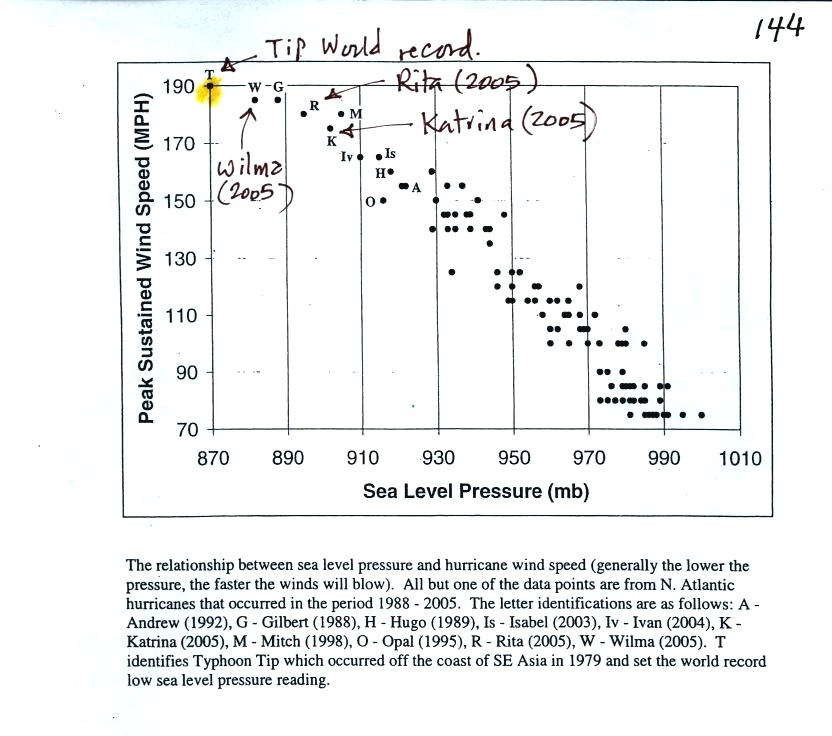 144
Tip World record.
T
W - G
R
Rita (2005)
M
K
Katrina (2005)
Wilma
(2005)
Iv
Is
H
A
O
190
170
150
130
110
90
70
Peak Sustained Wind Speed (MPH)
870 890 910 930 950 970 990 1010
Sea Level Pressure (mb)
The relationship between sea level pressure and hurricane wind speed (generally the lower the
pressure, the faster the winds will blow). All but one of the data points are from N. Atlantic
hurricanes that occurred in the period 1988 - 2005. The letter identifications are as follows: A -
Andrew (1992), G - Gilbert (1988), H - Hugo (1989), Is - Isabel (2003), Iv - Ivan (2004), K -
Katrina (2005), M - Mitch (1998), O - Opal (1995), R - Rita (2005), W - Wilma (2005). T
identifies Typhoon Tip which occurred off the coast of SE Asia in 1979 and set the world record
low sea level pressure reading.